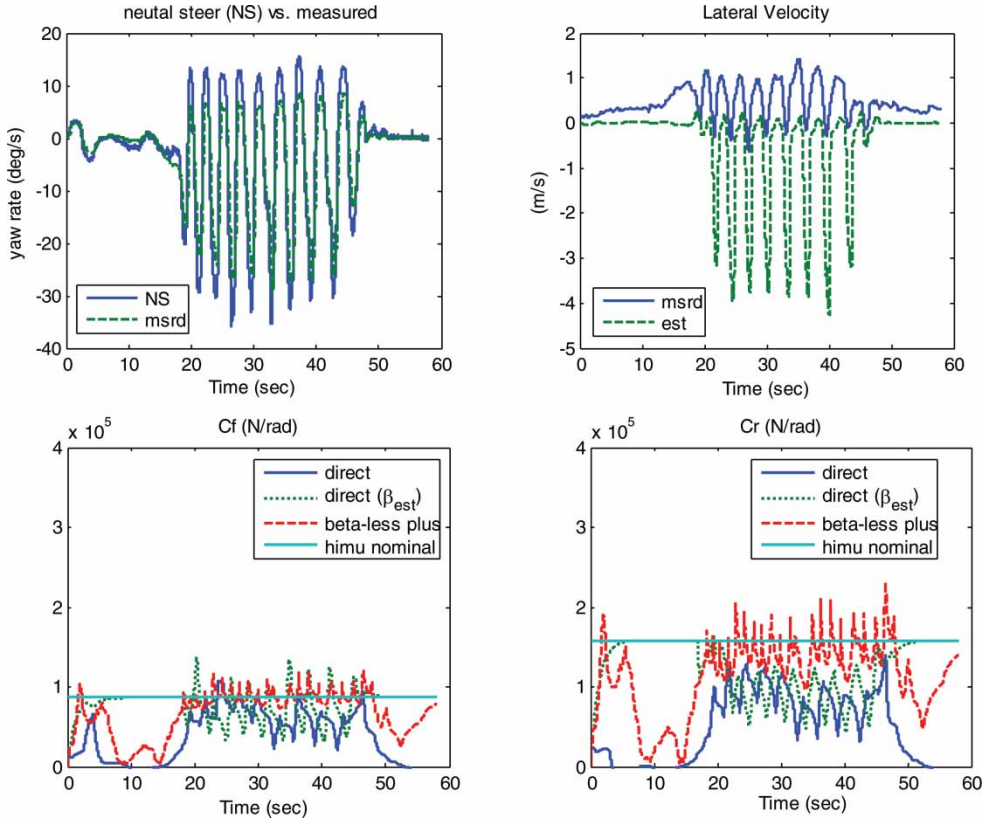 neutal steer (NS) vs. measured
20
10
0
-10
-20
-30
-40
yaw rate (deg/s)
NS
msrd
0 10 20 30 40 50 60
Time (sec)
Lateral Velocity
2
1
0
-1
-2
-3
-4
-5
(m/s)
msrd
est
0 10 20 30 40 50 60
Time (sec)
Cf (N/rad)
x 10^5
4
3
2
1
0
direct
direct (β_est)
beta-less plus
himu nominal
0 10 20 30 40 50 60
Time (sec)
Cr (N/rad)
x 10^5
4
3
2
1
0
direct
direct (β_est)
beta-less plus
himu nominal
0 10 20 30 40 50 60
Time (sec)